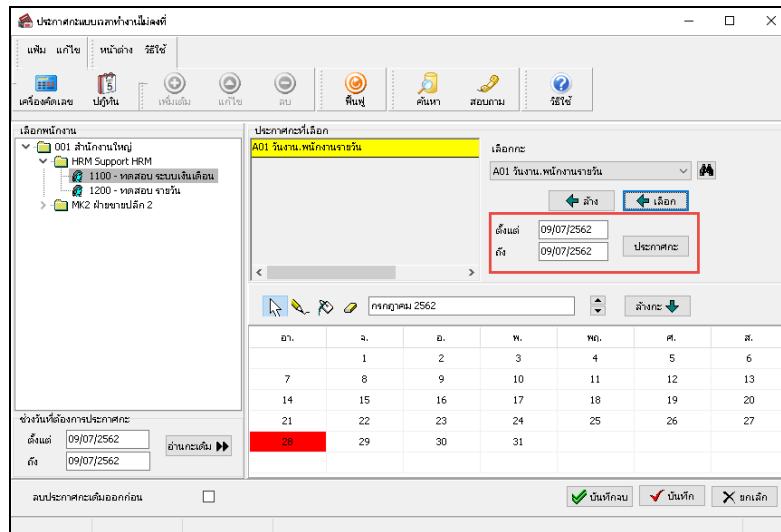 ประกาศกะแบบเวลาทำงานไม่คงที่
แฟ้ม แก้ไข หน้าต่าง วิธีใช้
เครื่องคิดเลข ปฏิทิน เพิ่มเติม แก้ไข ลบ ฟื้นฟู ค้นหา สอบถาม วิธีใช้
เลือกพนักงาน
001 สำนักงานใหญ่
HRM Support HRM
1100 - ทดสอบ ระบบเงินเดือน
1200 - ทดสอบ รายวัน
MK2 ฝ่ายขายปลีก 2
ประกาศกะที่เลือก
A01 วันงาน.พนักงานรายวัน
เลือกกะ
A01 วันงาน.พนักงานรายวัน
ล้าง เลือก
ตั้งแต่ 09/07/2562
ถึง 09/07/2562
ประกาศกะ
กรกฎาคม 2562 ล้างกะ
อา. จ. อ. พ. พฤ. ศ. ส.
1 2 3 4 5 6
7 8 9 10 11 12 13
14 15 16 17 18 19 20
21 22 23 24 25 26 27
28 29 30 31
ช่วงวันที่ต้องการประกาศกะ
ตั้งแต่ 09/07/2562
ถึง 09/07/2562
อ่านกะเดิม
ลบประกาศกะเดิมออกก่อน
บันทึกจบ บันทึก ยกเลิก